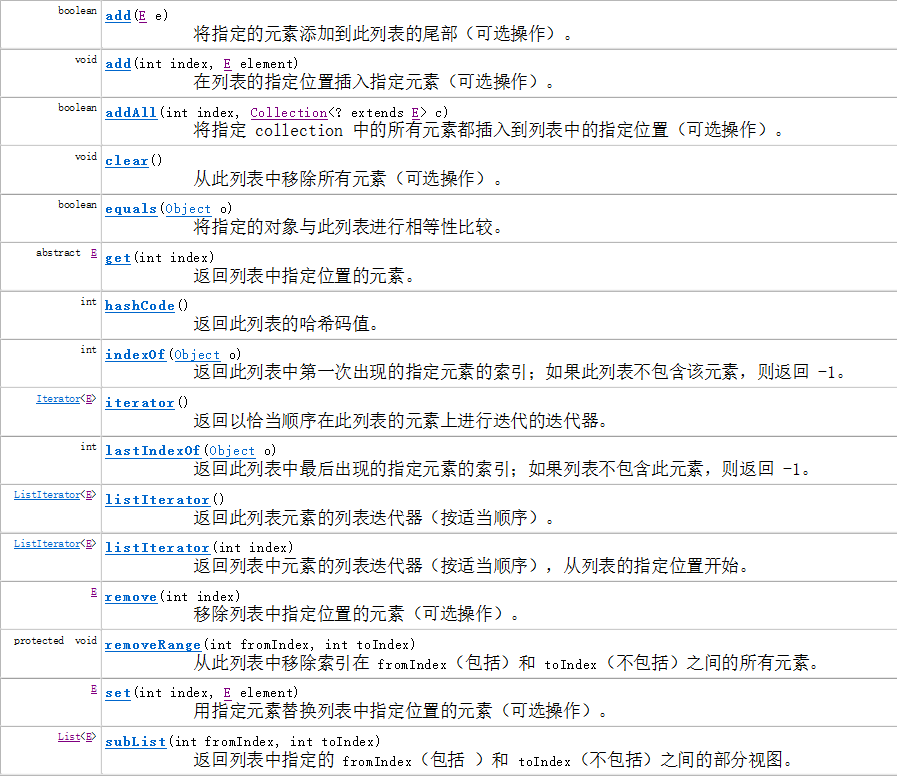 boolean add(E e)
将指定的元素添加到此列表的尾部（可选操作）。
void add(int index, E element)
在列表的指定位置插入指定元素（可选操作）。
boolean addAll(int index, Collection<? extends E> c)
将指定 collection 中的所有元素都插入到列表中的指定位置（可选操作）。
void clear()
从此列表中移除所有元素（可选操作）。
boolean equals(Object o)
将指定的对象与此列表进行相等性比较。
abstract E get(int index)
返回列表中指定位置的元素。
int hashCode()
返回此列表的哈希码值。
int indexOf(Object o)
返回此列表中第一次出现的指定元素的索引；如果此列表不包含该元素，则返回 -1。
Iterator<E> iterator()
返回以恰当顺序在此列表的元素上进行迭代的迭代器。
int lastIndexOf(Object o)
返回此列表中最后出现的指定元素的索引；如果列表不包含此元素，则返回 -1。
ListIterator<E> listIterator()
返回此列表元素的列表迭代器（按适当顺序）。
ListIterator<E> listIterator(int index)
返回列表中元素的列表迭代器（按适当顺序），从列表的指定位置开始。
E remove(int index)
移除列表中指定位置的元素（可选操作）。
protected void removeRange(int fromIndex, int toIndex)
从此列表中移除索引在 fromIndex（包括）和 toIndex（不包括）之间的所有元素。
E set(int index, E element)
用指定元素替换列表中指定位置的元素（可选操作）。
List<E> subList(int fromIndex, int toIndex)
返回列表中指定的 fromIndex（包括 ）和 toIndex（不包括）之间的部分视图。